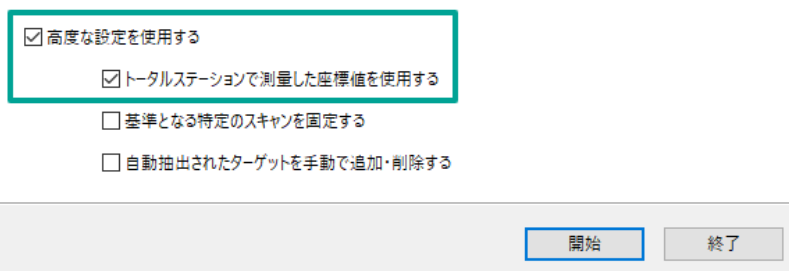 高度な設定を使用する
トータルステーションで測量した座標値を使用する
基準となる特定のスキャンを固定する
自動抽出されたターゲットを手動で追加・削除する
開始 終了